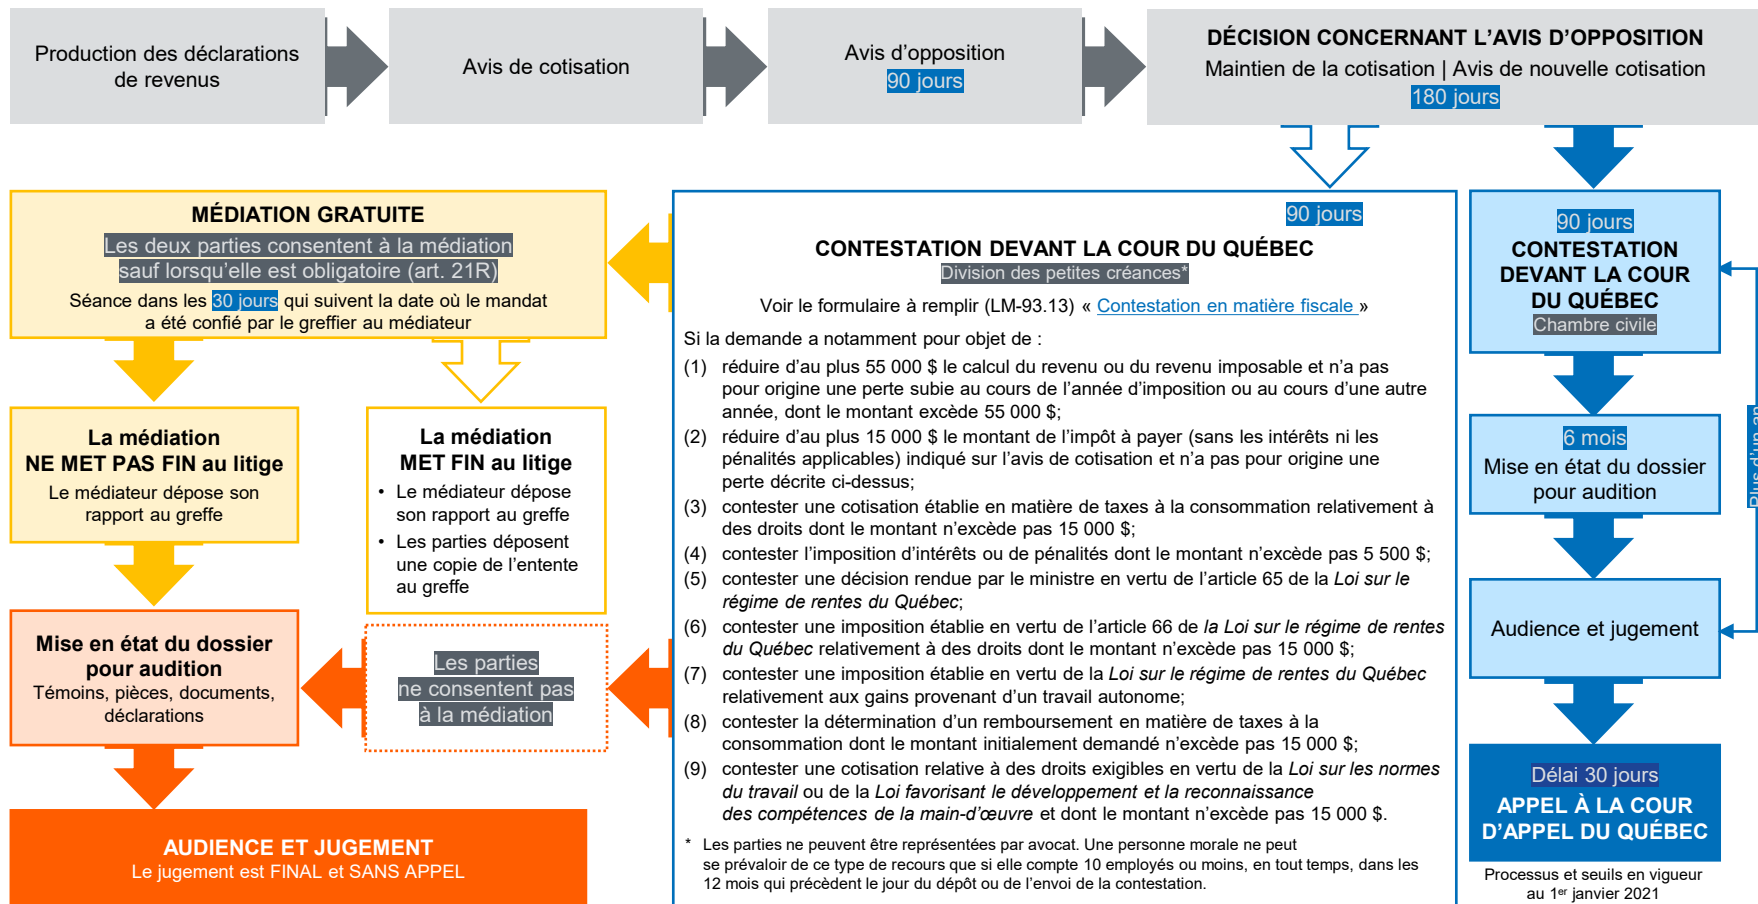 Production des déclarations
de revenus
Avis de cotisation
Avis d'opposition
90 jours
DÉCISION CONCERNANT L'AVIS D'OPPOSITION
Maintien de la cotisation | Avis de nouvelle cotisation
180 jours
MÉDIATION GRATUITE
Les deux parties consentent à la médiation
sauf lorsqu'elle est obligatoire (art. 21R)
Séance dans les 30 jours qui suivent la date où le mandat
a été confié par le greffier au médiateur
La médiation
NE MET PAS FIN au litige
Le médiateur dépose son
rapport au greffe
La médiation
MET FIN au litige
• Le médiateur dépose
son rapport au greffe
• Les parties déposent
une copie de l'entente
au greffe
Mise en état du dossier
pour audition
Témoins, pièces, documents,
déclarations
Les parties
ne consentent pas
à la médiation
AUDIENCE ET JUGEMENT
Le jugement est FINAL et SANS APPEL
90 jours
CONTESTATION DEVANT LA COUR DU QUÉBEC
Division des petites créances*
Voir le formulaire à remplir (LM-93.13) « Contestation en matière fiscale »
Si la demande a notamment pour objet de :
(1) réduire d'au plus 55 000 $ le calcul du revenu ou du revenu imposable et n'a pas
pour origine une perte subie au cours de l'année d'imposition ou au cours d'une autre
année, dont le montant excède 55 000 $;
(2) réduire d'au plus 15 000 $ le montant de l'impôt à payer (sans les intérêts ni les
pénalités applicables) indiqué sur l'avis de cotisation et n'a pas pour origine une
perte décrite ci-dessus;
(3) contester une cotisation établie en matière de taxes à la consommation relativement à
des droits dont le montant n'excède pas 15 000 $;
(4) contester l'imposition d'intérêts ou de pénalités dont le montant n'excède pas 5 500 $;
(5) contester une décision rendue par le ministre en vertu de l'article 65 de la Loi sur le
régime de rentes du Québec;
(6) contester une imposition établie en vertu de l'article 66 de la Loi sur le régime de rentes
du Québec relativement à des droits dont le montant n'excède pas 15 000 $;
(7) contester une imposition établie en vertu de la Loi sur le régime de rentes du Québec
relativement aux gains provenant d'un travail autonome;
(8) contester la détermination d'un remboursement en matière de taxes à la
consommation dont le montant initialement demandé n'excède pas 15 000 $;
(9) contester une cotisation relative à des droits exigibles en vertu de la Loi sur les normes
du travail ou de la Loi favorisant le développement et la reconnaissance
des compétences de la main-d'œuvre et dont le montant n'excède pas 15 000 $.
* Les parties ne peuvent être représentées par avocat. Une personne morale ne peut
se prévaloir de ce type de recours que si elle compte 10 employés ou moins, en tout temps, dans les
12 mois qui précèdent le jour du dépôt ou de l'envoi de la contestation.
90 jours
CONTESTATION
DEVANT LA COUR
DU QUÉBEC
Chambre civile
6 mois
Mise en état du dossier
pour audition
Audience et jugement
Plus d'un an
Délai 30 jours
APPEL À LA COUR
D'APPEL DU QUÉBEC
Processus et seuils en vigueur
au 1er janvier 2021